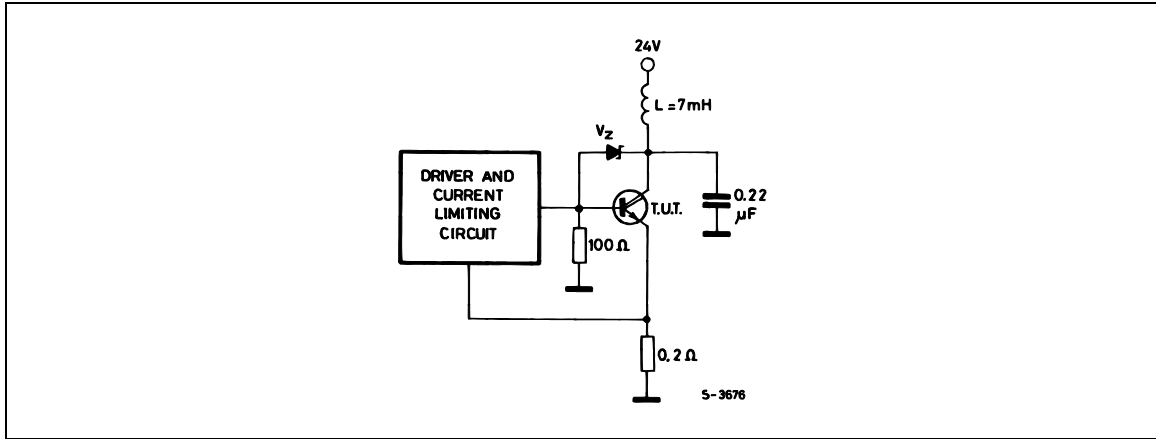 24V
L = 7mH
Vz
DRIVER AND
CURRENT
LIMITING
CIRCUIT
T.U.T.
0.22
µF
100 Ω
0.2 Ω
S-3676